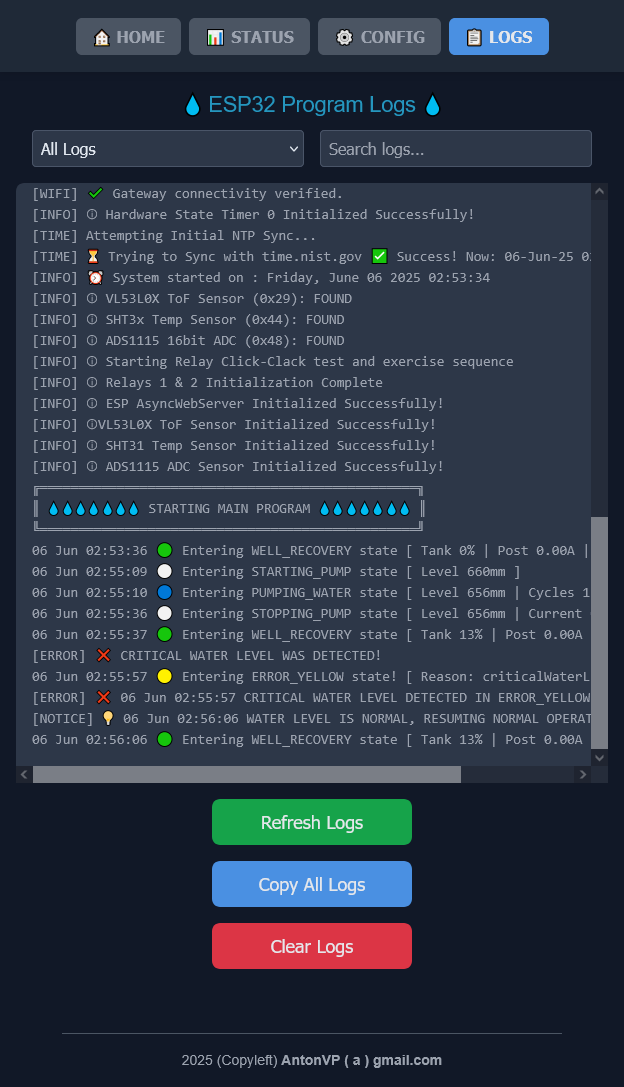 🏠 HOME
📊 STATUS
⚙️ CONFIG
📋 LOGS
💧 ESP32 Program Logs 💧
All Logs
Search logs...
[WIFI] ✔ Gateway connectivity verified.
[INFO] ⓘ Hardware State Timer 0 Initialized Successfully!
[TIME] Attempting Initial NTP Sync...
[TIME] ⏳ Trying to Sync with time.nist.gov ✅ Success! Now: 06-Jun-25
[INFO] ⏰ System started on : Friday, June 06 2025 02:53:34
[INFO] ⓘ VL53L0X ToF Sensor (0x29): FOUND
[INFO] ⓘ SHT3x Temp Sensor (0x44): FOUND
[INFO] ⓘ ADS1115 16bit ADC (0x48): FOUND
[INFO] ⓘ Starting Relay Click-Clack test and exercise sequence
[INFO] ⓘ Relays 1 & 2 Initialization Complete
[INFO] ⓘ ESP AsyncWebServer Initialized Successfully!
[INFO] ⓘVL53L0X ToF Sensor Initialized Successfully!
[INFO] ⓘ SHT31 Temp Sensor Initialized Successfully!
[INFO] ⓘ ADS1115 ADC Sensor Initialized Successfully!
💧💧💧💧💧💧💧 STARTING MAIN PROGRAM 💧💧💧💧💧💧💧
06 Jun 02:53:36 🟢 Entering WELL_RECOVERY state [ Tank 0% | Post 0.00A |
06 Jun 02:55:09 ⚪ Entering STARTING_PUMP state [ Level 660mm ]
06 Jun 02:55:10 🔵 Entering PUMPING_WATER state [ Level 656mm | Cycles 1
06 Jun 02:55:36 ⚪ Entering STOPPING_PUMP state [ Level 656mm | Current
06 Jun 02:55:37 🟢 Entering WELL_RECOVERY state [ Tank 13% | Post 0.00A
[ERROR] ❌ CRITICAL WATER LEVEL WAS DETECTED!
06 Jun 02:55:57 🟡 Entering ERROR_YELLOW state! [ Reason: criticalWaterL
[ERROR] ❌ 06 Jun 02:55:57 CRITICAL WATER LEVEL DETECTED IN ERROR_YELLOW
[NOTICE] 💡 06 Jun 02:56:06 WATER LEVEL IS NORMAL, RESUMING NORMAL OPERAT
06 Jun 02:56:06 🟢 Entering WELL_RECOVERY state [ Tank 13% | Post 0.00A
Refresh Logs
Copy All Logs
Clear Logs
2025 (Copyleft) AntonVP ( a ) gmail.com